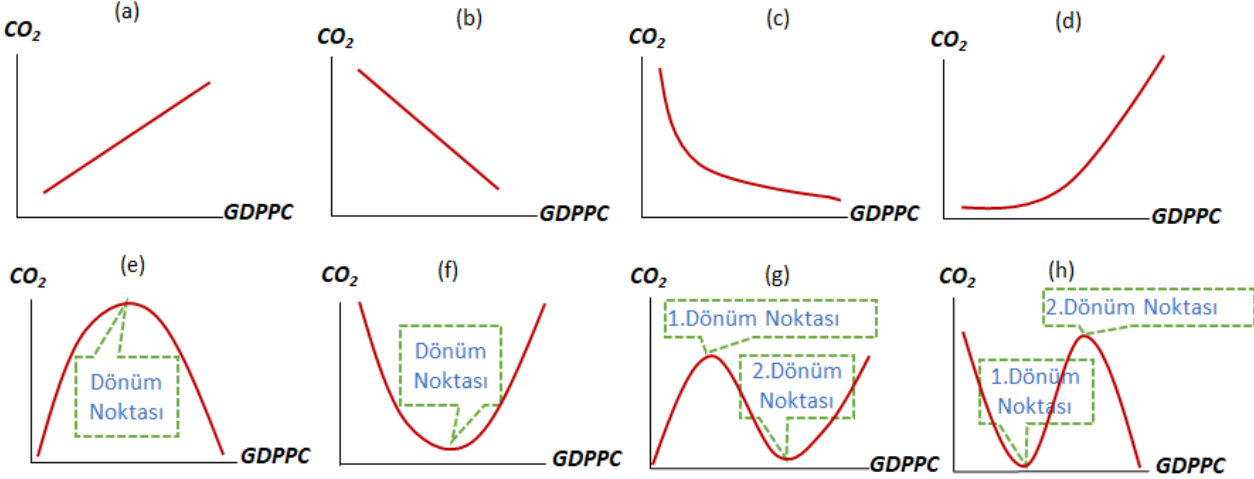 (a)
CO₂
GDPPC
(b)
CO₂
GDPPC
(c)
CO₂
GDPPC
(d)
CO₂
GDPPC
(e)
CO₂
Dönüm
Noktası
GDPPC
(f)
CO₂
Dönüm
Noktası
GDPPC
(g)
CO₂
1.Dönüm Noktası
2.Dönüm
Noktası
GDPPC
(h)
CO₂
2.Dönüm Noktası
1.Dönüm
Noktası
GDPPC